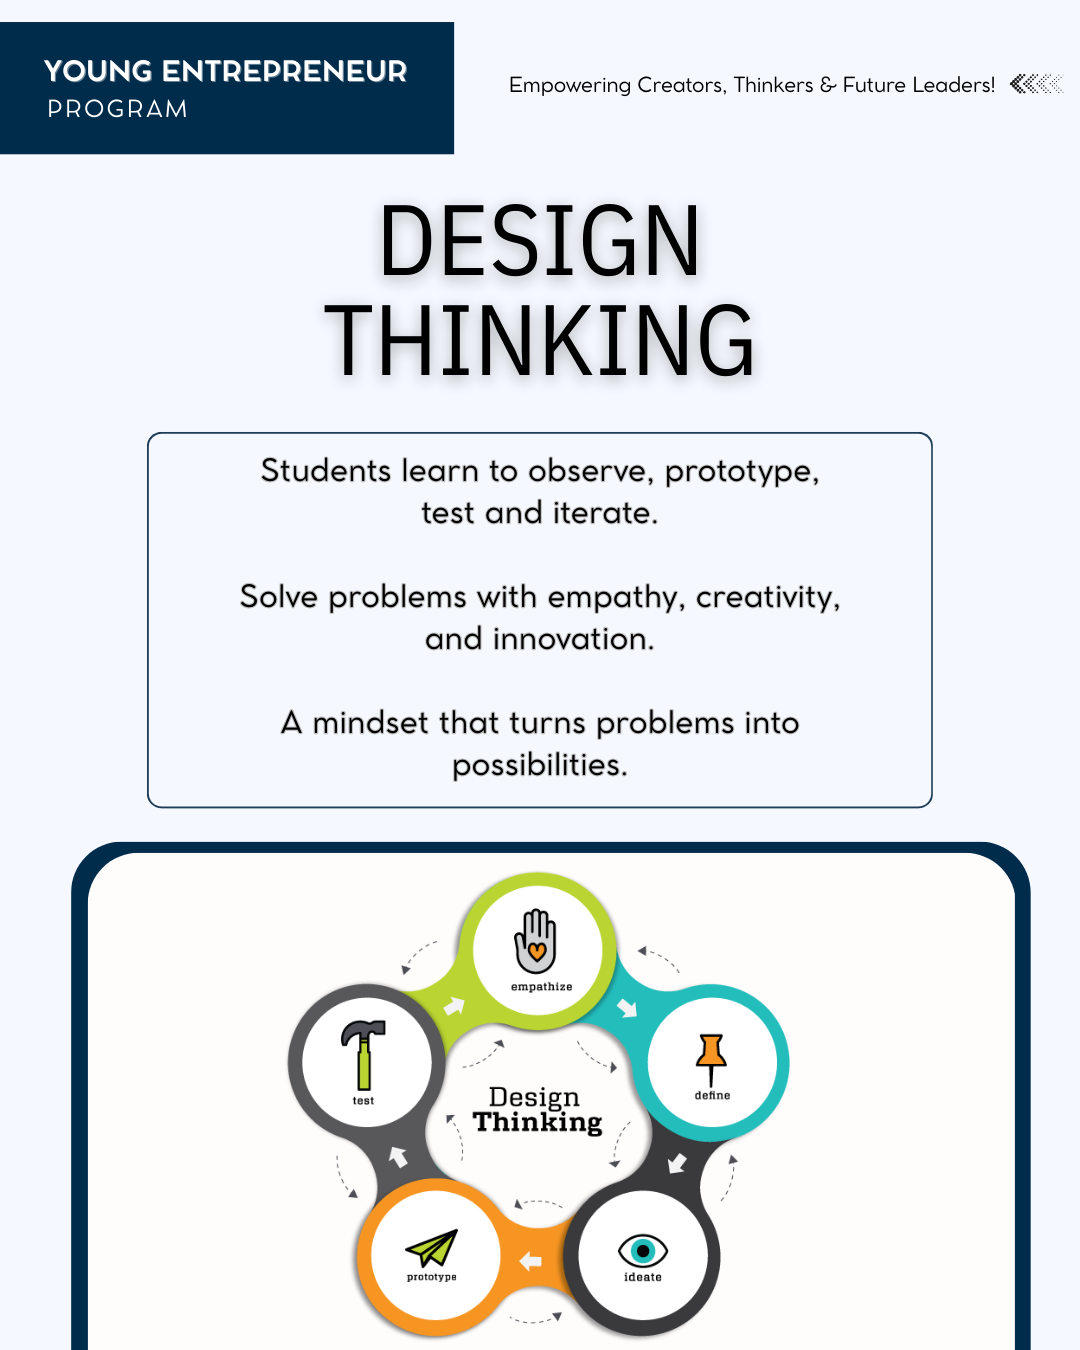 YOUNG ENTREPRENEUR
PROGRAM
Empowering Creators, Thinkers & Future Leaders!
DESIGN
THINKING
Students learn to observe, prototype,
test and iterate.
Solve problems with empathy, creativity,
and innovation.
A mindset that turns problems into
possibilities.
empathize
test
define
Design
Thinking
prototype
ideate